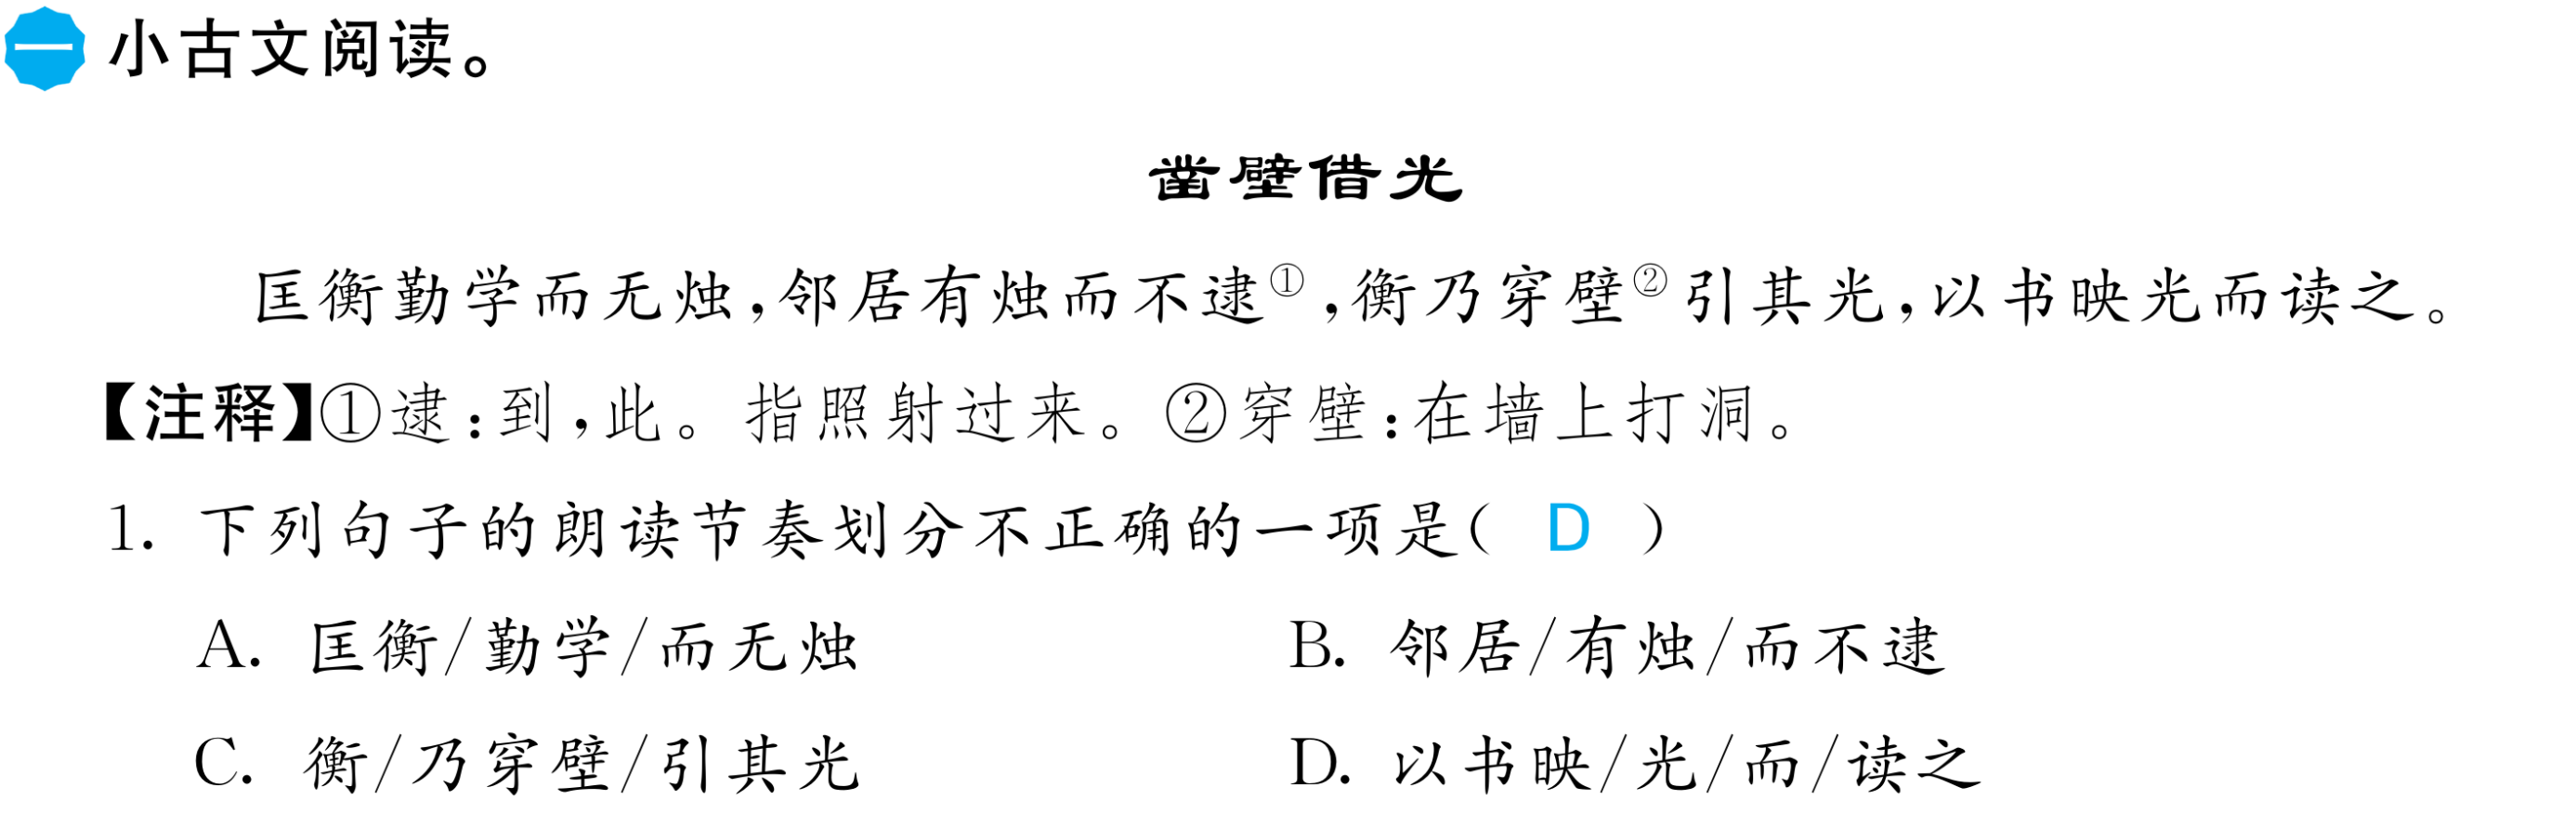 一 小古文阅读。
凿壁借光
匡衡勤学而无烛,邻居有烛而不逮①,衡乃穿壁②引其光,以书映光而读之。
【注释】①逮:到,此。指照射过来。②穿壁:在墙上打洞。
1. 下列句子的朗读节奏划分不正确的一项是( D )
A. 匡衡/勤学/而无烛 B. 邻居/有烛/而不逮
C. 衡/乃穿壁/引其光 D. 以书映/光/而/读之